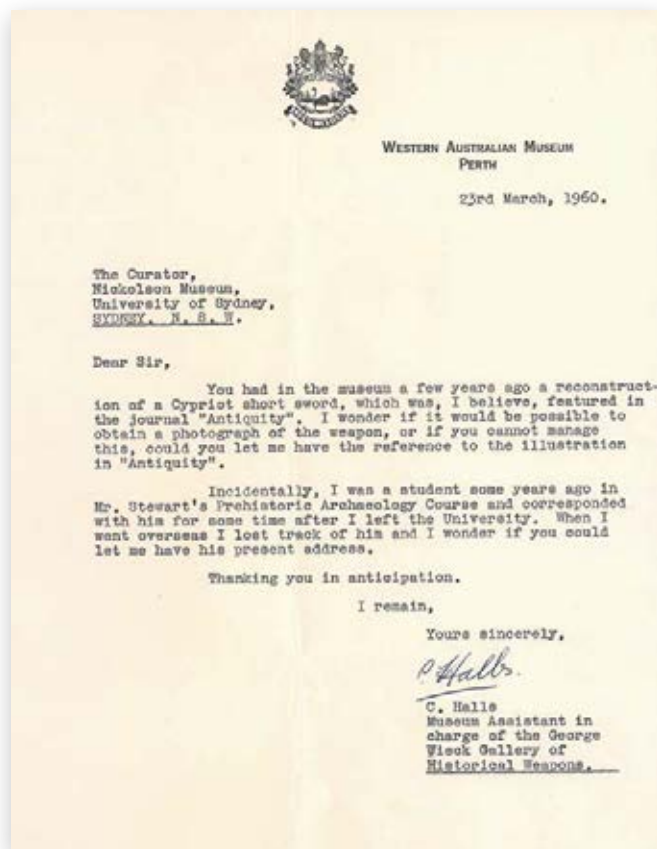 WESTERN AUSTRALIAN MUSEUM
PERTH
23rd March, 1960.
The Curator,
Nickolson Museum,
University of Sydney,
SYDNEY. N. S. W.
Dear Sir,
You had in the museum a few years ago a reconstruct-
ion of a Cypriot short sword, which was, I believe, featured in
the journal "Antiquity". I wonder if it would be possible to
obtain a photograph of the weapon, or if you cannot manage
this, could you let me have the reference to the illustration
in "Antiquity".
Incidentally, I was a student some years ago in
Mr. Stewart's Prehistoric Archaeology Course and corresponded
with him for some time after I left the University. When I
went overseas I lost track of him and I wonder if you could
let me have his present address.
Thanking you in anticipation.
I remain,
Yours sincerely,
Halls.
C. Halls
Museum Assistant in
charge of the George
Wieck Gallery of
Historical Weapons.